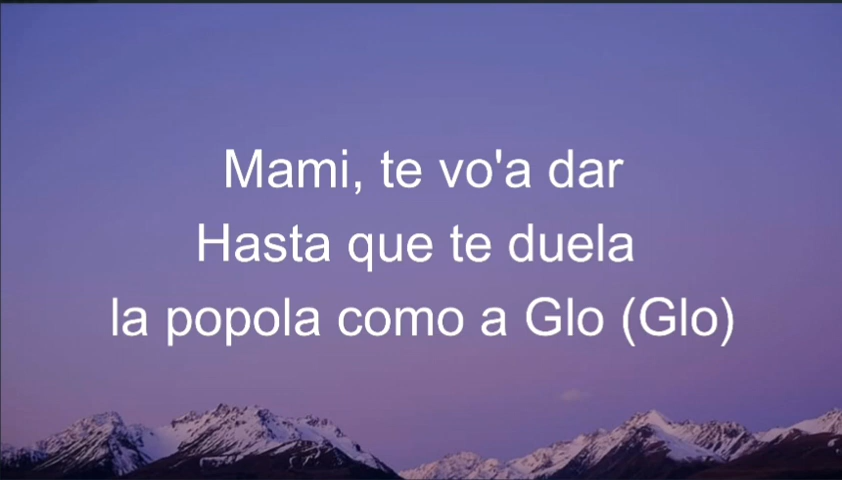 Mami, te vo'a dar
Hasta que te duela
la popola como a Glo (Glo)